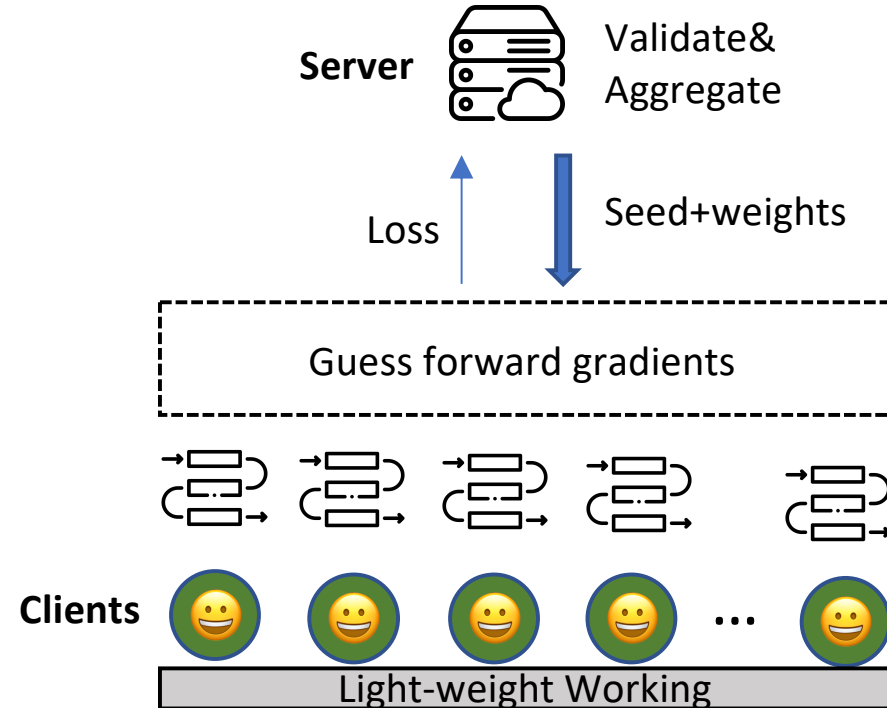 Server
Validate&
Aggregate
Loss
Seed+weights
Guess forward gradients
Clients
...
Light-weight Working